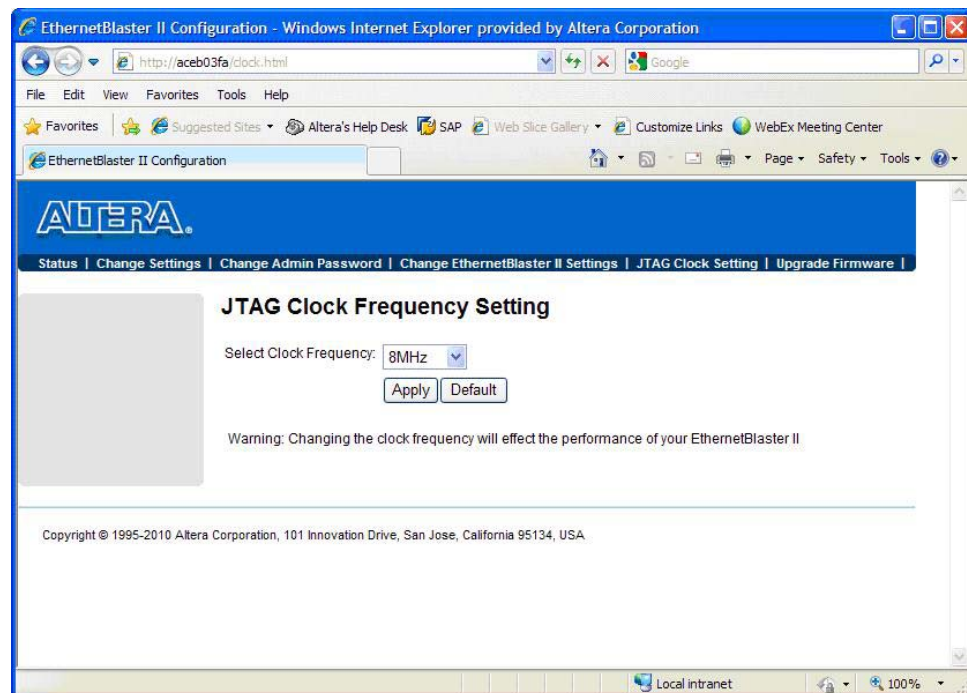 EthernetBlaster II Configuration - Windows Internet Explorer provided by Altera Corporation
http://aceb03fa/clock.html
Google
File Edit View Favorites Tools Help
Favorites Suggested Sites Altera's Help Desk SAP Web Slice Gallery Customize Links WebEx Meeting Center
EthernetBlaster II Configuration Page Safety Tools
ALTERA.
Status | Change Settings | Change Admin Password | Change EthernetBlaster II Settings | JTAG Clock Setting | Upgrade Firmware |
JTAG Clock Frequency Setting
Select Clock Frequency: 8MHz
Apply Default
Warning: Changing the clock frequency will effect the performance of your EthernetBlaster II
Copyright © 1995-2010 Altera Corporation, 101 Innovation Drive, San Jose, California 95134, USA
Local intranet 100%